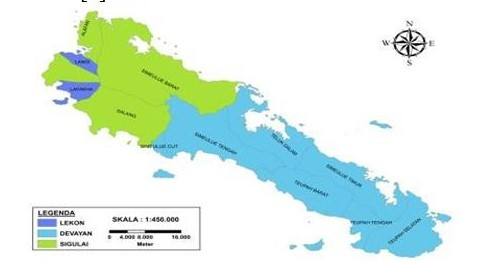 N
W E
S
ALAFAN
LANGI
LAFAKHA
SIMEULUE BARAT
SALANG
SIMEULUE CUT
SIMEULUE TENGAH
TELUK DALAM
SIMEULUE TIMUR
TEUPAH BARAT
TEUPAH TENGAH
TEUPAH SELATAN
LEGENDA
LEKON
DEVAYAN
SIGULAI
SKALA : 1:450.000
0 4.000 8.000 16.000
Meter